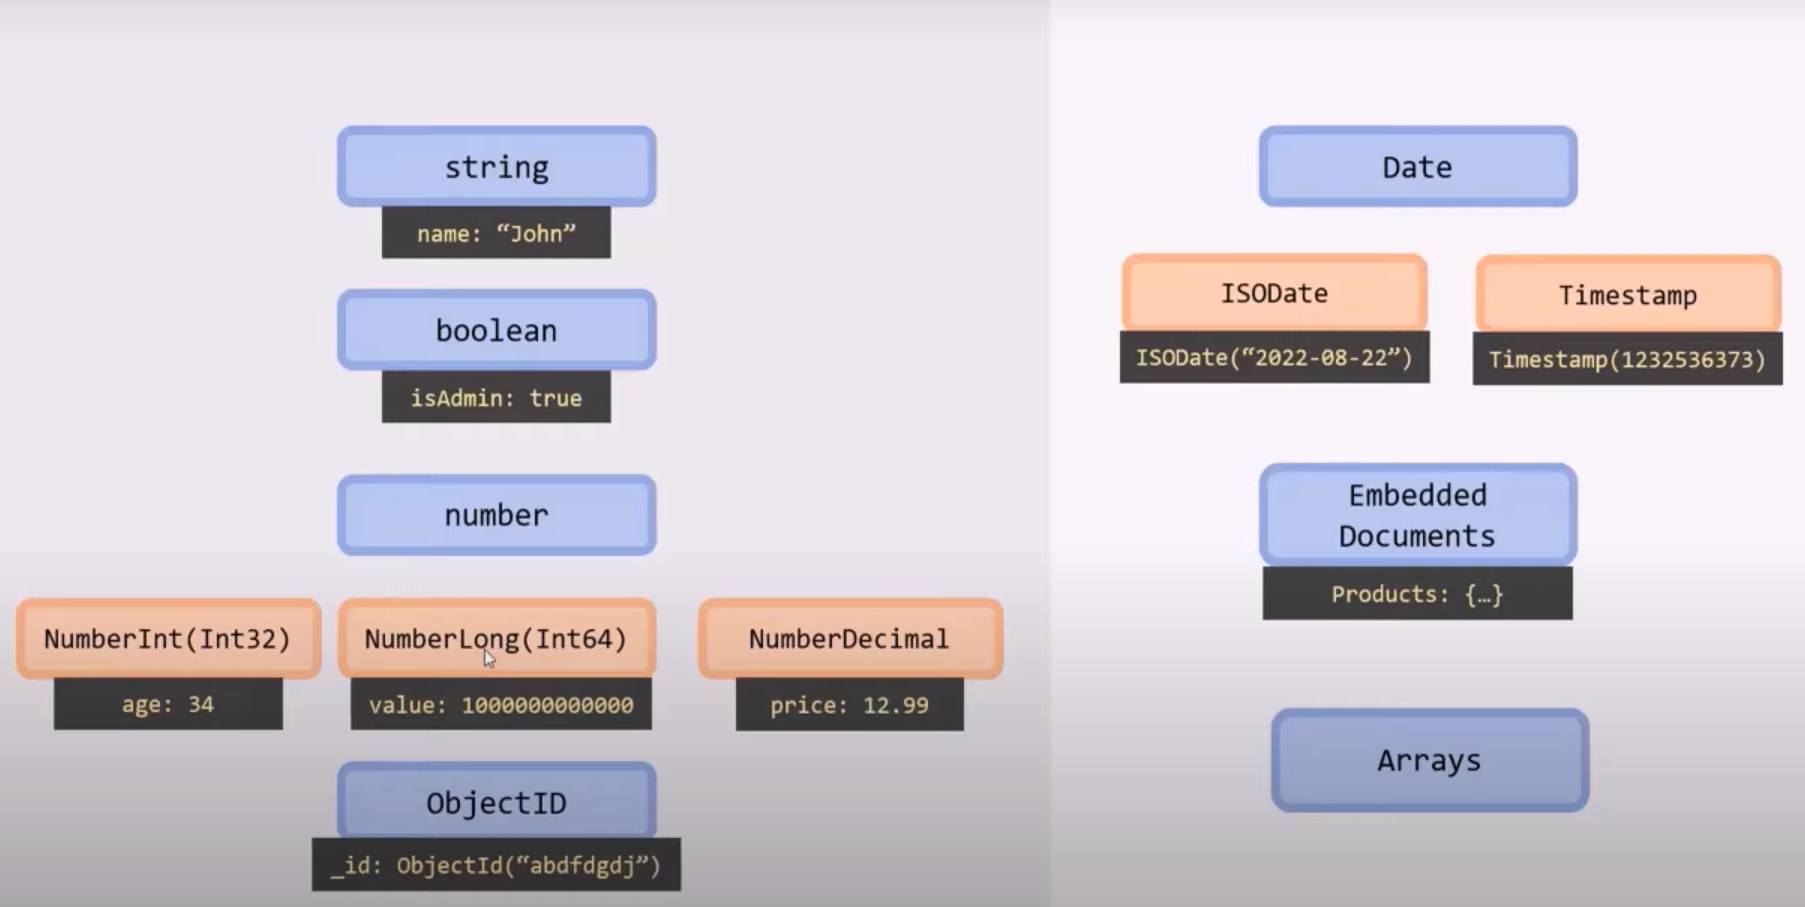 string
name: “John”
boolean
isAdmin: true
number
NumberInt(Int32)
age: 34
NumberLong(Int64)
value: 1000000000000
NumberDecimal
price: 12.99
ObjectID
_id: ObjectId(“abdfdgdj”)
Date
ISODate
ISODate(“2022-08-22”)
Timestamp
Timestamp(1232536373)
Embedded
Documents
Products: {…}
Arrays